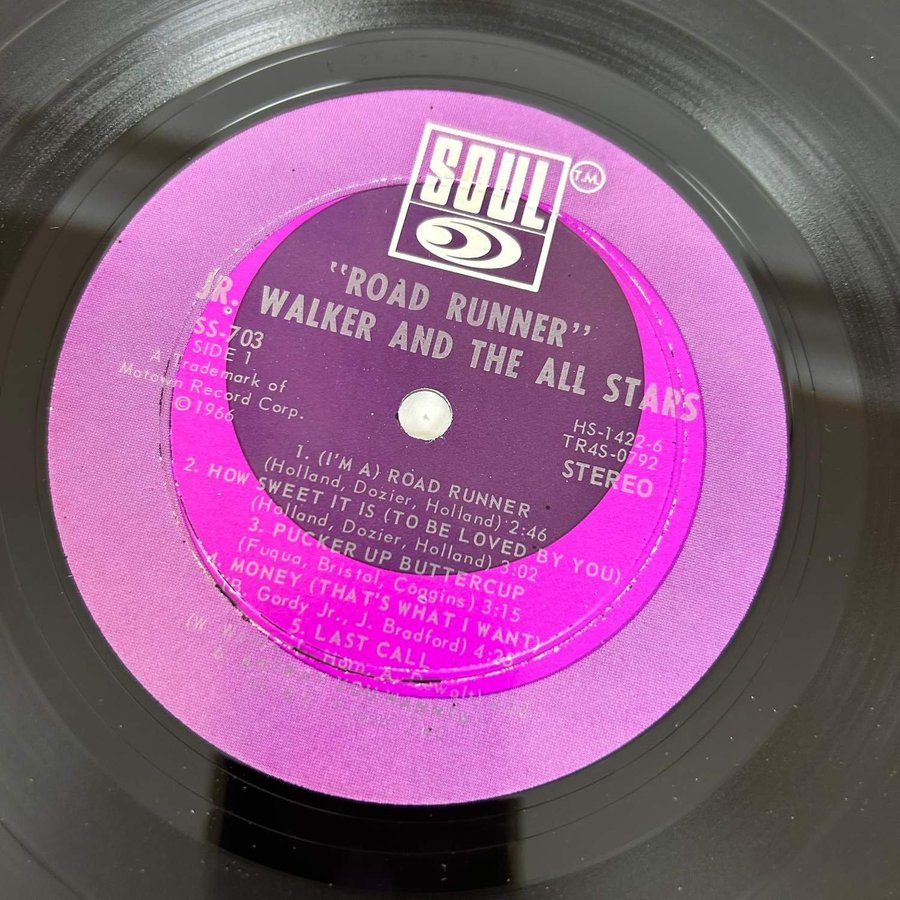 SOUL
T.M.
"ROAD RUNNER"
JR. WALKER AND THE ALL STARS
SS-703
SIDE 1
A Trademark of
Motown Record Corp.
©1966
HS-1422-6
TR4S-0792
STEREO
1. (I'M A) ROAD RUNNER
(Holland, Dozier, Holland) 2:46
2. HOW SWEET IT IS (TO BE LOVED BY YOU)
(Holland, Dozier, Holland) 3:02
3. PUCKER UP BUTTERCUP
(Fuqua, Bristol, Coggins) 3:15
4. MONEY (THAT'S WHAT I WANT)
B. Gordy Jr., J. Bradford) 4:28
5. LAST CALL